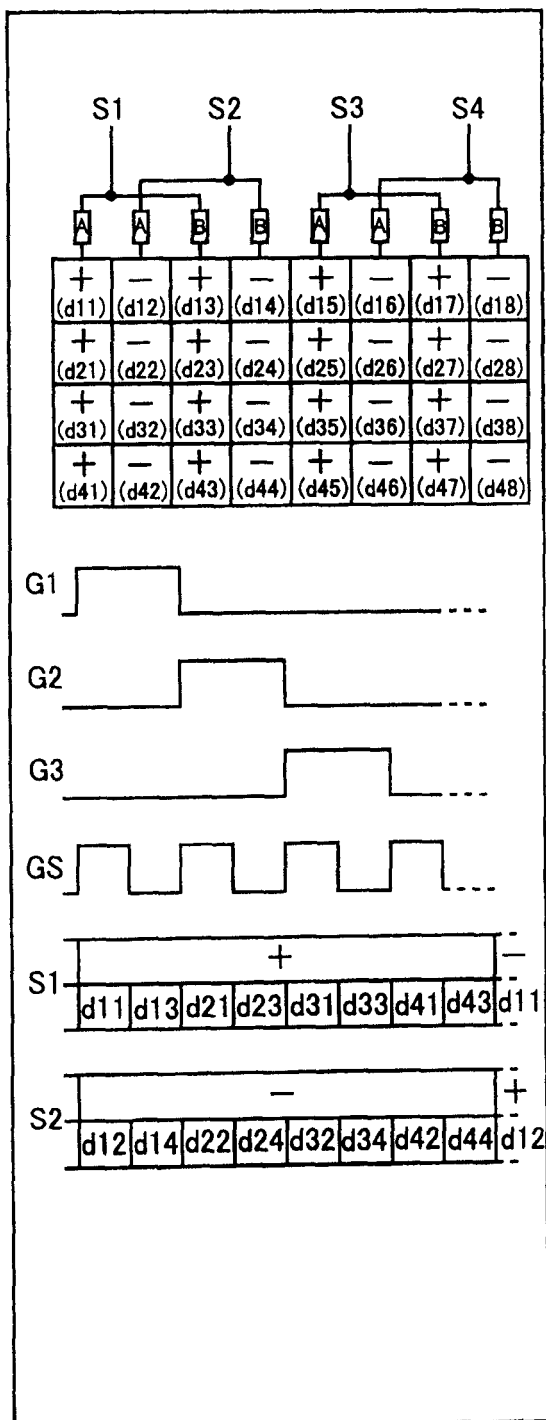 S1 S2 S3 S4
A A B B A A B B
+ − + − + − + −
(d11) (d12) (d13) (d14) (d15) (d16) (d17) (d18)
+ − + − + − + −
(d21) (d22) (d23) (d24) (d25) (d26) (d27) (d28)
+ − + − + − + −
(d31) (d32) (d33) (d34) (d35) (d36) (d37) (d38)
+ − + − + − + −
(d41) (d42) (d43) (d44) (d45) (d46) (d47) (d48)
G1
G2
G3
GS
+ −
S1
d11 d13 d21 d23 d31 d33 d41 d43 d11
− +
S2
d12 d14 d22 d24 d32 d34 d42 d44 d12